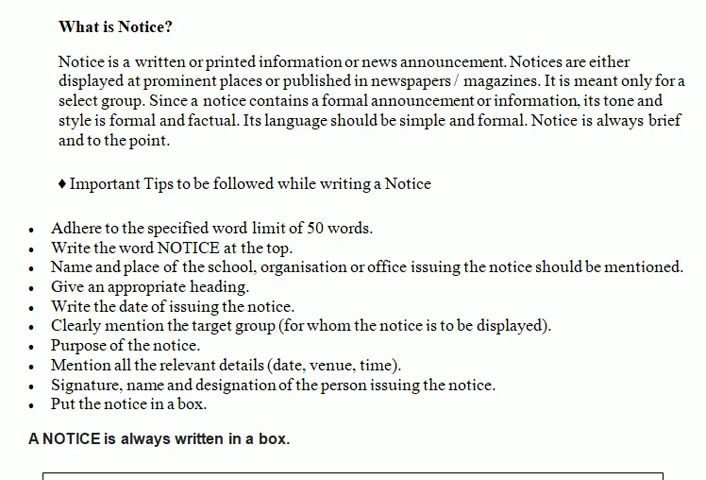 What is Notice?
Notice is a written or printed information or news announcement. Notices are either
displayed at prominent places or published in newspapers / magazines. It is meant only for a
select group. Since a notice contains a formal announcement or information, its tone and
style is formal and factual. Its language should be simple and formal. Notice is always brief
and to the point.
♦ Important Tips to be followed while writing a Notice
• Adhere to the specified word limit of 50 words.
• Write the word NOTICE at the top.
• Name and place of the school, organisation or office issuing the notice should be mentioned.
• Give an appropriate heading.
• Write the date of issuing the notice.
• Clearly mention the target group (for whom the notice is to be displayed).
• Purpose of the notice.
• Mention all the relevant details (date, venue, time).
• Signature, name and designation of the person issuing the notice.
• Put the notice in a box.
A NOTICE is always written in a box.